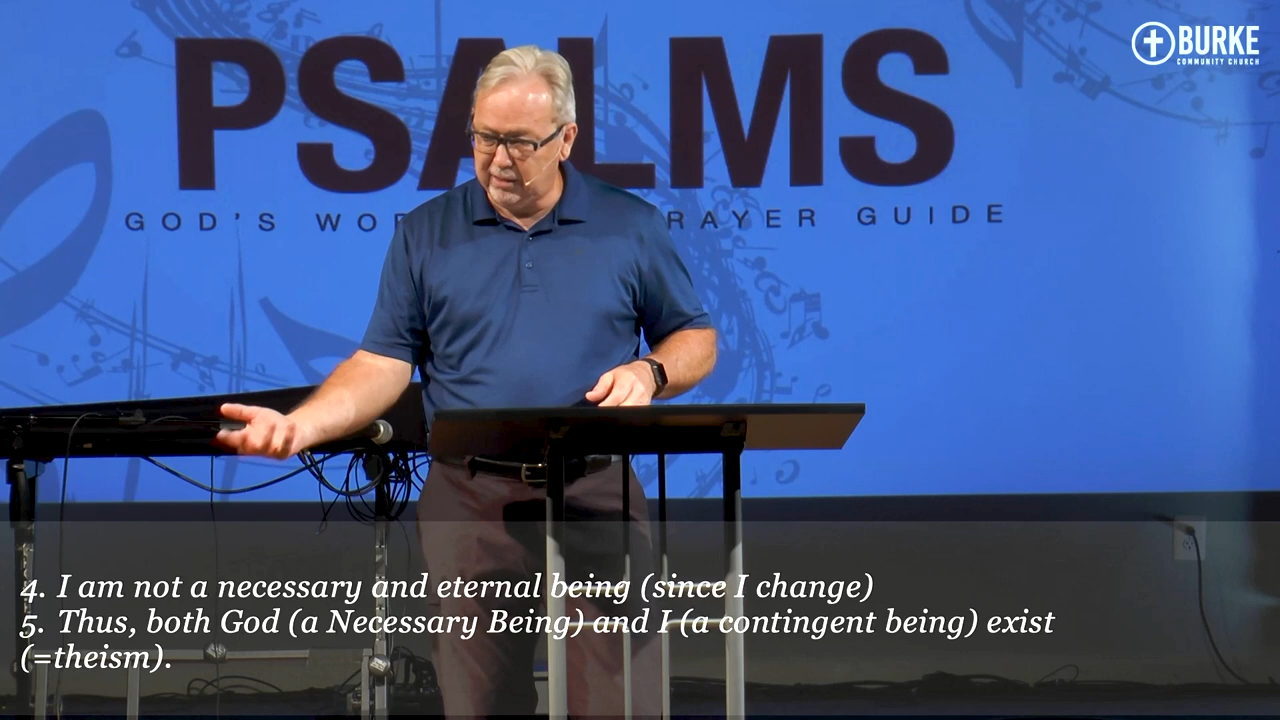 PSALMS
GOD'S WO RAYER GUIDE
BURKE
COMMUNITY CHURCH
4. I am not a necessary and eternal being (since I change)
5. Thus, both God (a Necessary Being) and I (a contingent being) exist
(=theism).